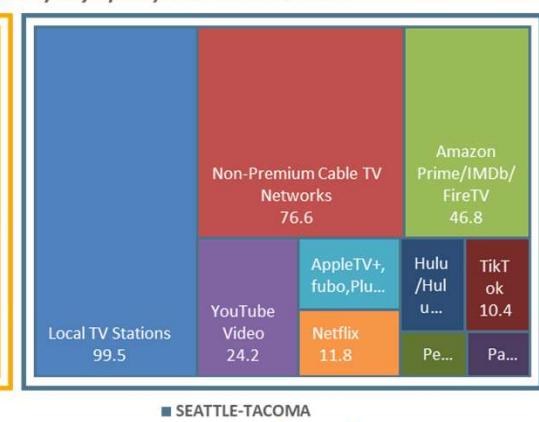 Local TV Stations
99.5
Non-Premium Cable TV
Networks
76.6
Amazon
Prime/IMDb/
FireTV
46.8
YouTube
Video
24.2
AppleTV+,
fubo,Plu...
Netflix
11.8
Hulu
/Hul
u...
TikT
ok
10.4
Pe...
Pa...
SEATTLE-TACOMA